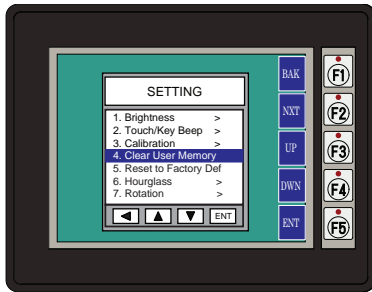 SETTING
1. Brightness >
2. Touch/Key Beep >
3. Calibration >
4. Clear User Memory
5. Reset to Factory Def
6. Hourglass >
7. Rotation >
ENT
BAK
NXT
UP
DWN
ENT
F1
F2
F3
F4
F5